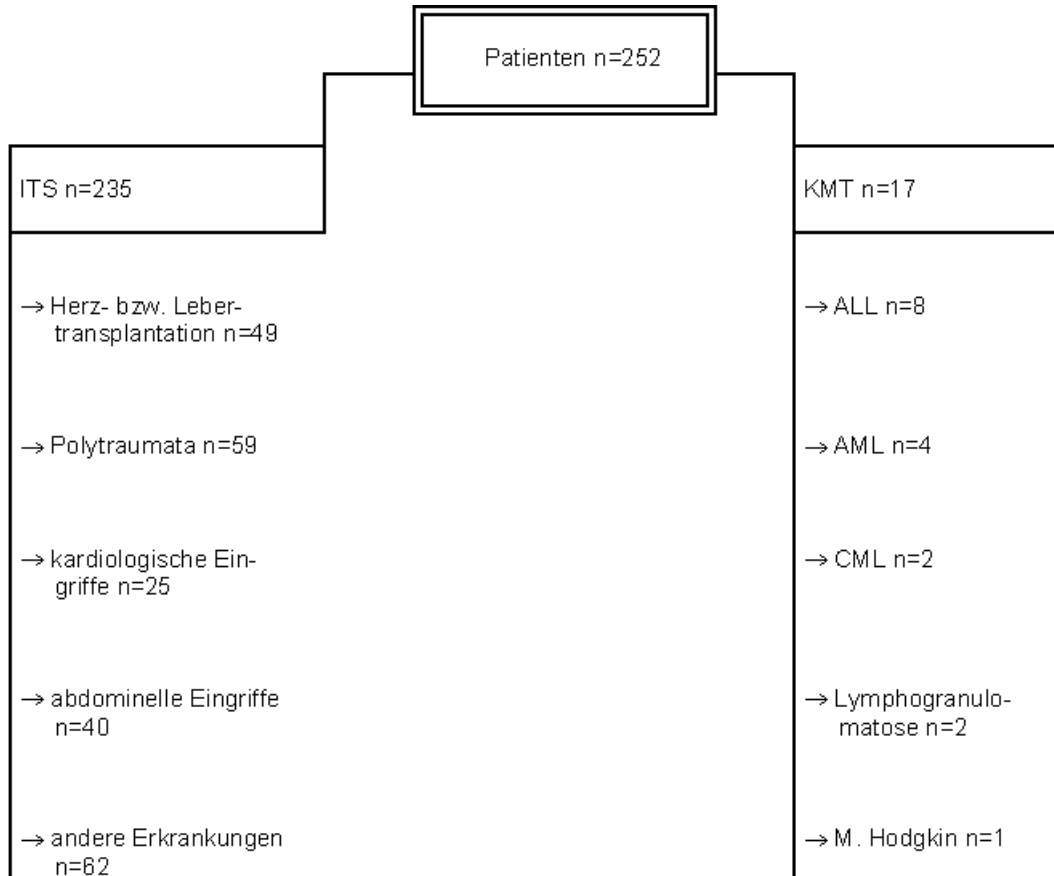 Patienten n=252
ITS n=235
→ Herz- bzw. Leber-
transplantation n=49
→ Polytraumata n=59
→ kardiologische Ein-
griffe n=25
→ abdominelle Eingriffe
n=40
→ andere Erkrankungen
n=62
KMT n=17
→ ALL n=8
→ AML n=4
→ CML n=2
→ Lymphogranulo-
matose n=2
→ M. Hodgkin n=1